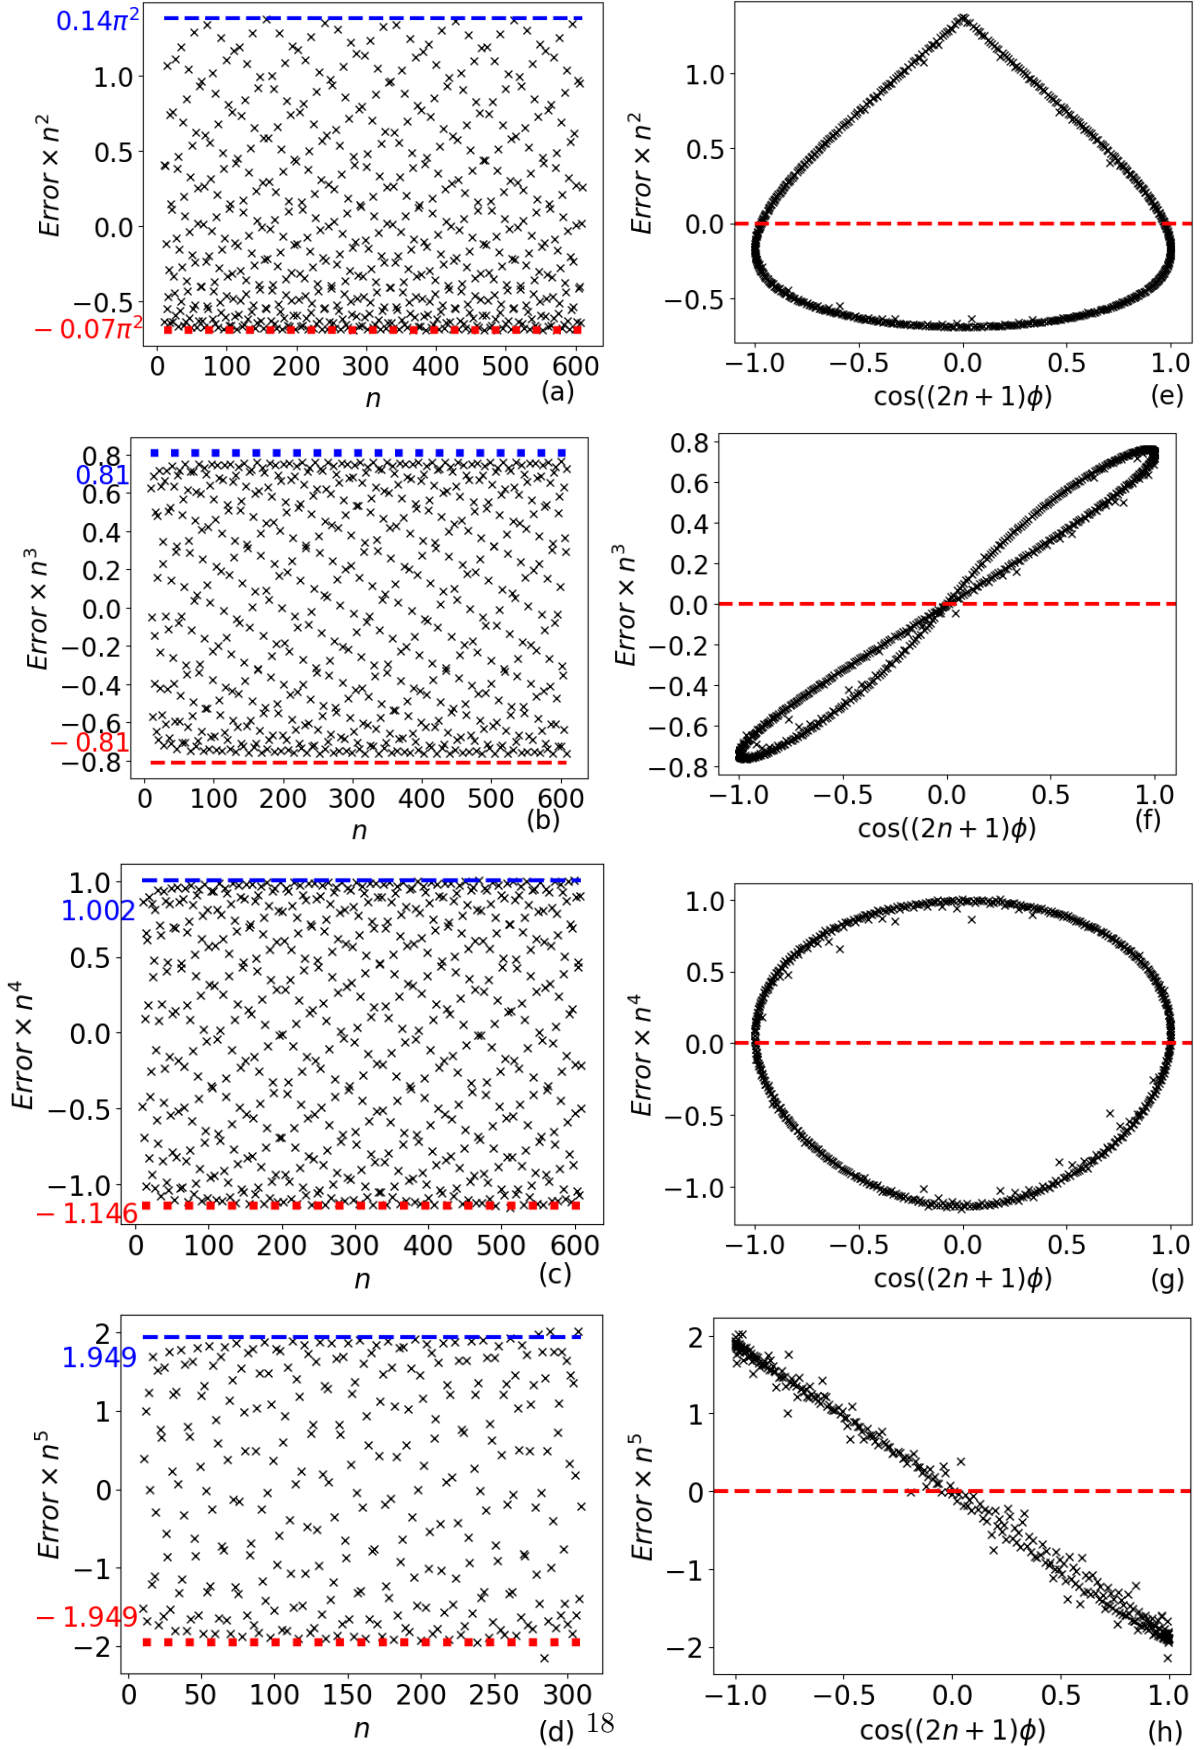 0.14π²
1.0
0.5
0.0
−0.5
− 0.07π²
Error × n²
0 100 200 300 400 500 600
n
(a)
1.0
0.5
0.0
−0.5
Error × n²
−1.0 −0.5 0.0 0.5 1.0
cos((2n + 1)ϕ)
(e)
0.8
0.81
0.6
0.4
0.2
0.0
−0.2
−0.4
−0.6
− 0.81
−0.8
Error × n³
0 100 200 300 400 500 600
n
(b)
0.8
0.6
0.4
0.2
0.0
−0.2
−0.4
−0.6
−0.8
Error × n³
−1.0 −0.5 0.0 0.5 1.0
cos((2n + 1)ϕ)
(f)
1.0
1.002
0.5
0.0
−0.5
−1.0
− 1.146
Error × n⁴
0 100 200 300 400 500 600
n
(c)
1.0
0.5
0.0
−0.5
−1.0
Error × n⁴
−1.0 −0.5 0.0 0.5 1.0
cos((2n + 1)ϕ)
(g)
2
1.949
1
0
−1
− 1.949
−2
Error × n⁵
0 50 100 150 200 250 300
n
(d)
2
1
0
−1
−2
Error × n⁵
−1.0 −0.5 0.0 0.5 1.0
cos((2n + 1)ϕ)
(h)
18